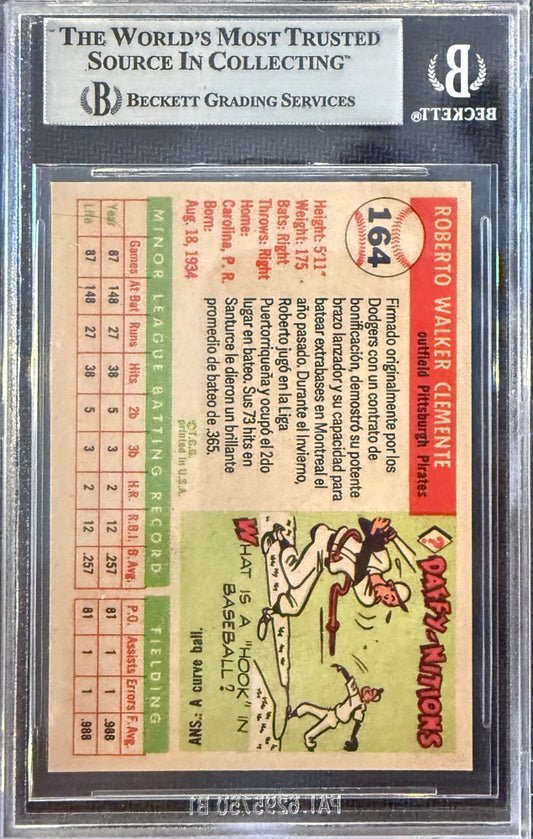 THE WORLD'S MOST TRUSTED
SOURCE IN COLLECTING™
B BECKETT GRADING SERVICES
B
BECKETT®
164
ROBERTO WALKER CLEMENTE
outfield Pittsburgh Pirates
Height: 5'11"
Weight: 175
Bats: Right
Throws: Right
Home:
Carolina, P. R.
Born:
Aug. 18, 1934
Firmado originalmente por los
Dodgers con un contrato de
bonificación, demostró su potente
brazo lanzador y su capacidad para
batear extrabases en Montreal el
año pasado. Durante el Invierno,
Roberto jugó en la Liga
Puertorriqueña y ocupó el 2do
lugar en bateo. Sus 73 hits en
Santurce le dieron un brillante
promedio de bateo de .365.
©T.C.G.
printed in U.S.A.
? DAFFY-NITIONS
WHAT IS A "HOOK" IN
BASEBALL?
ANS: A curve ball.
MINOR LEAGUE BATTING RECORD FIELDING
Games At Bat Runs Hits 2b 3b H.R. R.B.I. B.Avg. P.O. Assists Errors F. Avg.
Year 87 148 27 38 5 3 2 12 .257 81 1 1 .988
Life 87 148 27 38 5 3 2 12 .257 81 1 1 .988